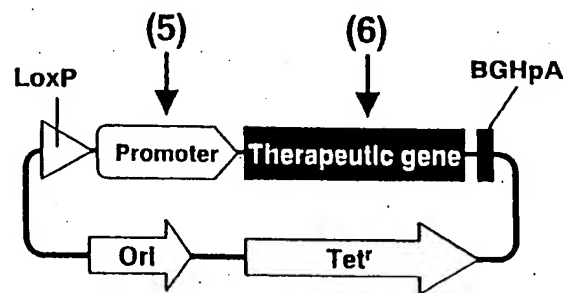 (5) (6)
LoxP BGHpA
Promoter Therapeutic gene
Ori Tetʳ